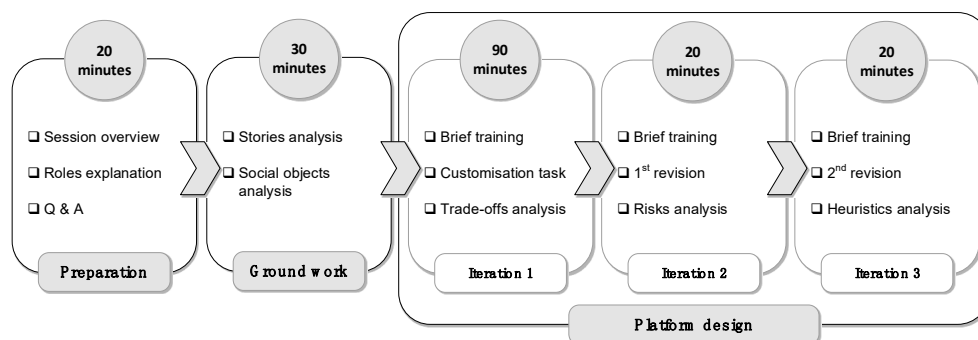 20
minutes
❑ Session overview
❑ Roles explanation
❑ Q & A
Preparation
30
minutes
❑ Stories analysis
❑ Social objects
analysis
Ground work
90
minutes
❑ Brief training
❑ Customisation task
❑ Trade-offs analysis
Iteration 1
20
minutes
❑ Brief training
❑ 1st revision
❑ Risks analysis
Iteration 2
20
minutes
❑ Brief training
❑ 2nd revision
❑ Heuristics analysis
Iteration 3
Platform design